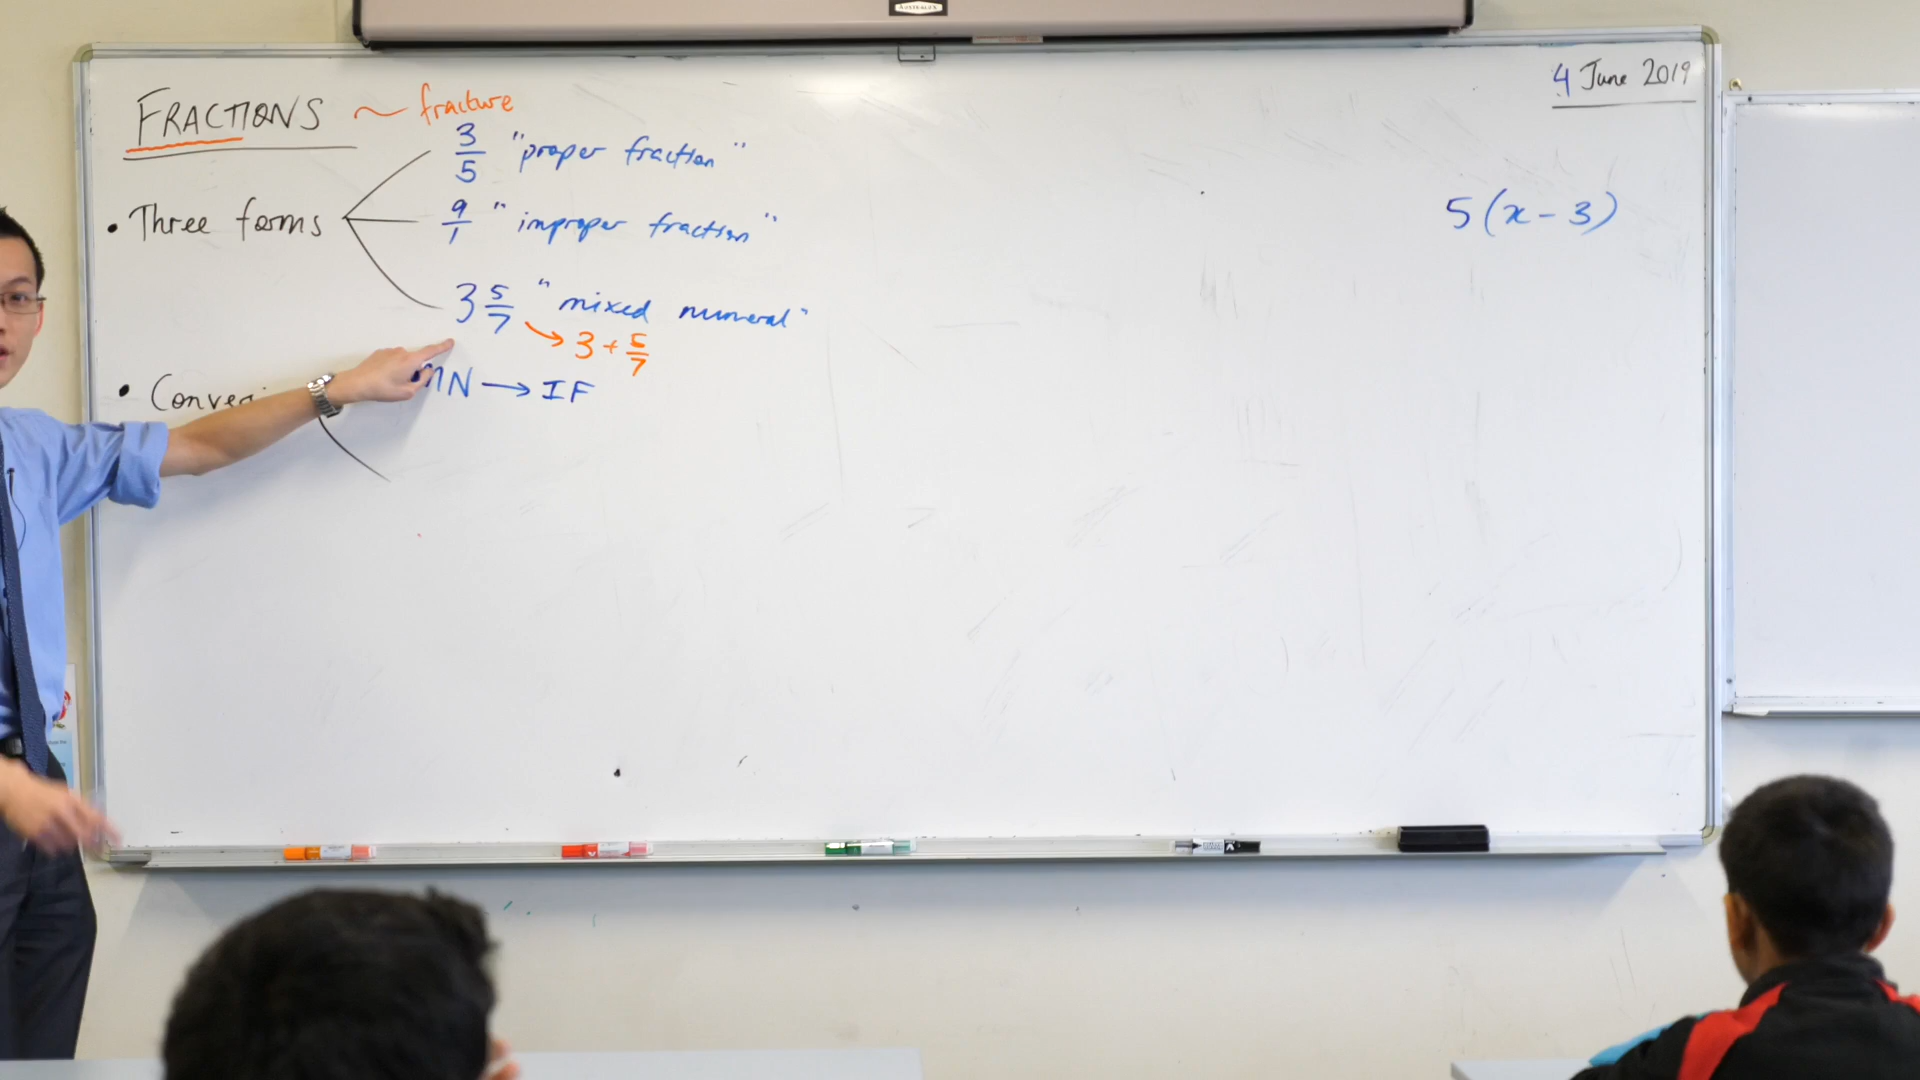 4 June 2019
FRACTIONS ~ fracture
3/5 "proper fraction"
• Three forms
9/1 "improper fraction"
5(x - 3)
3 5/7 "mixed numeral"
→ 3 + 5/7
MN → IF